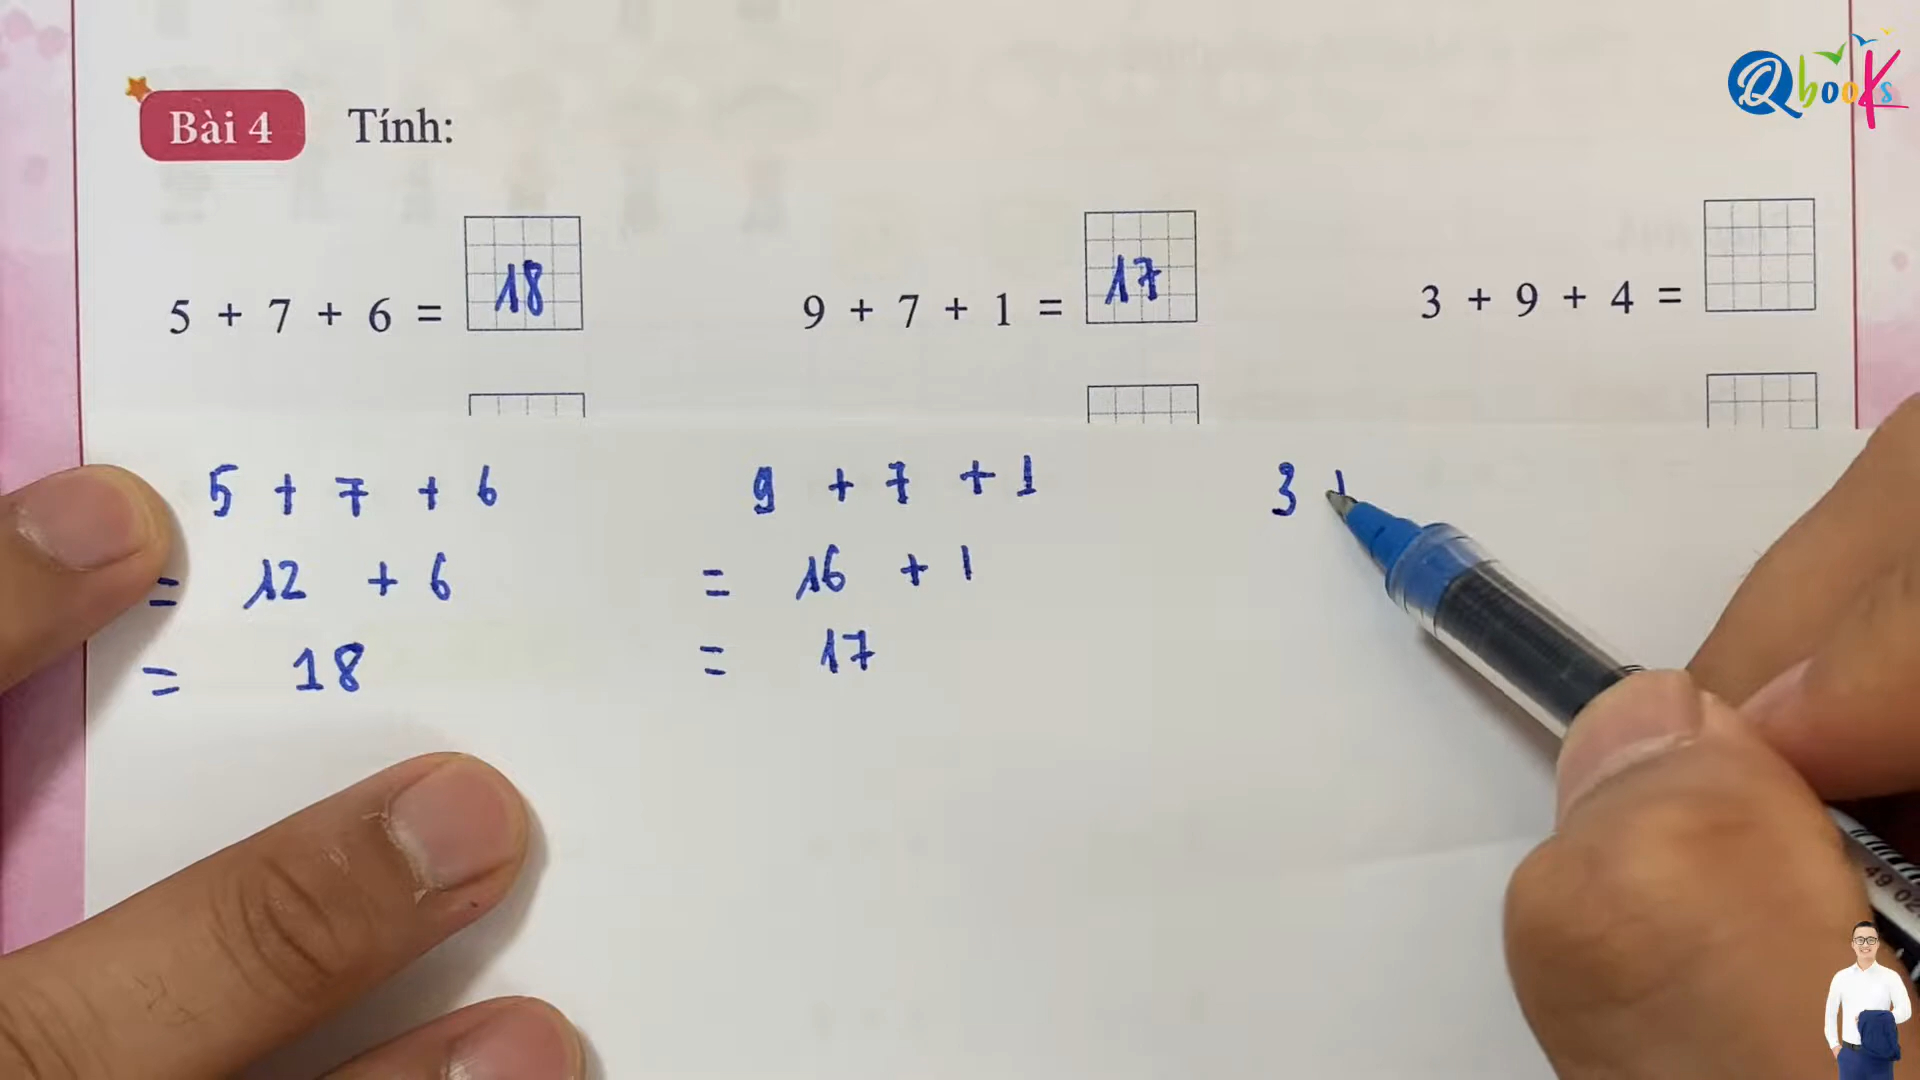 Qbooks
Bài 4 Tính:
5 + 7 + 6 = 18
9 + 7 + 1 = 17
3 + 9 + 4 =
5 + 7 + 6
= 12 + 6
= 18
9 + 7 + 1
= 16 + 1
= 17
3 +